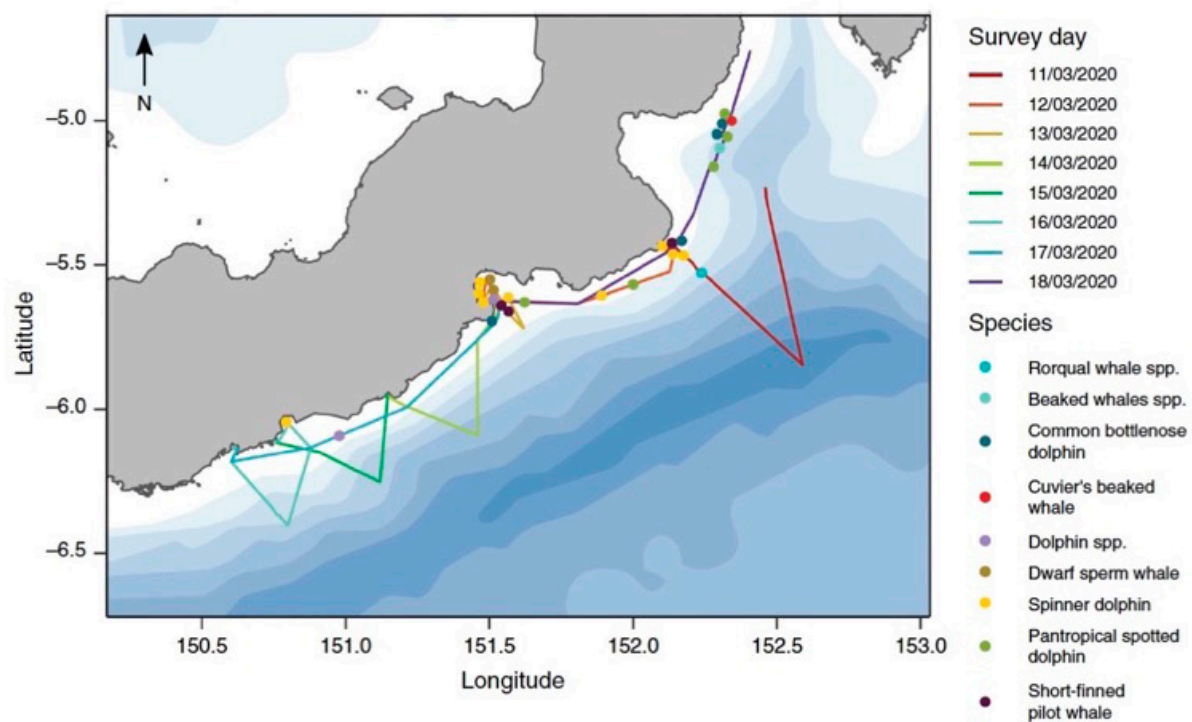 N
−5.0
−5.5
−6.0
−6.5
Latitude
150.5
151.0
151.5
152.0
152.5
153.0
Longitude
Survey day
11/03/2020
12/03/2020
13/03/2020
14/03/2020
15/03/2020
16/03/2020
17/03/2020
18/03/2020
Species
Rorqual whale spp.
Beaked whales spp.
Common bottlenose
dolphin
Cuvier's beaked
whale
Dolphin spp.
Dwarf sperm whale
Spinner dolphin
Pantropical spotted
dolphin
Short-finned
pilot whale